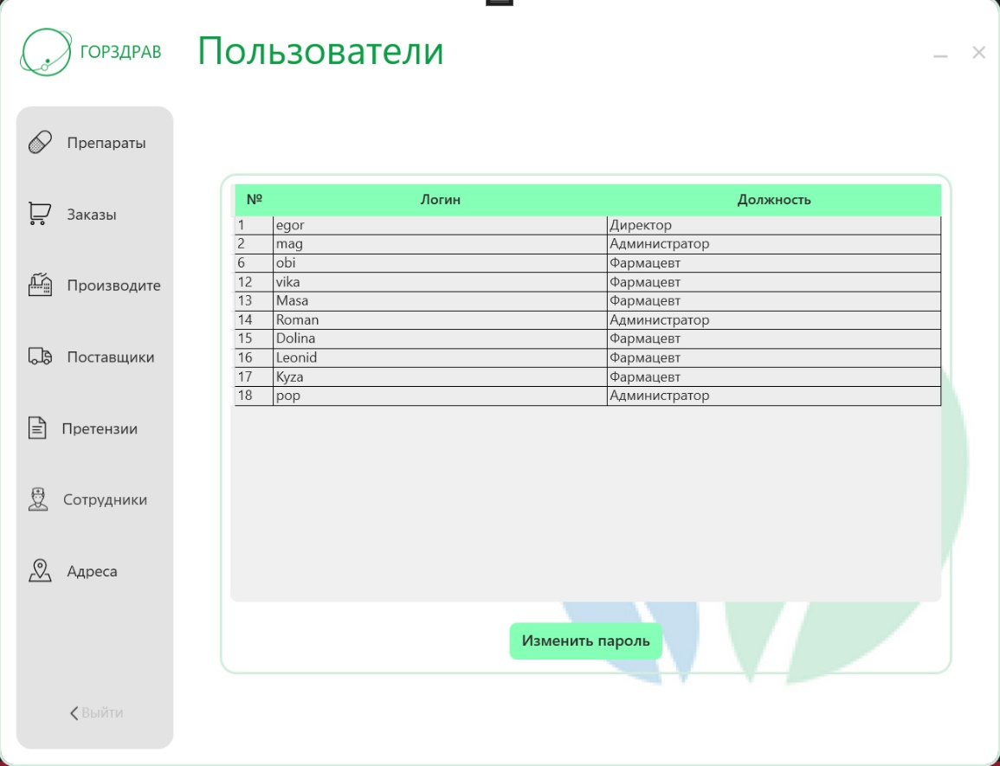 ГОРЗДРАВ
Пользователи
Препараты
Заказы
Производите
Поставщики
Претензии
Сотрудники
Адреса
Выйти
№ Логин Должность
1 egor Директор
2 mag Администратор
6 obi Фармацевт
12 vika Фармацевт
13 Masa Фармацевт
14 Roman Администратор
15 Dolina Фармацевт
16 Leonid Фармацевт
17 Kyza Фармацевт
18 pop Администратор
Изменить пароль